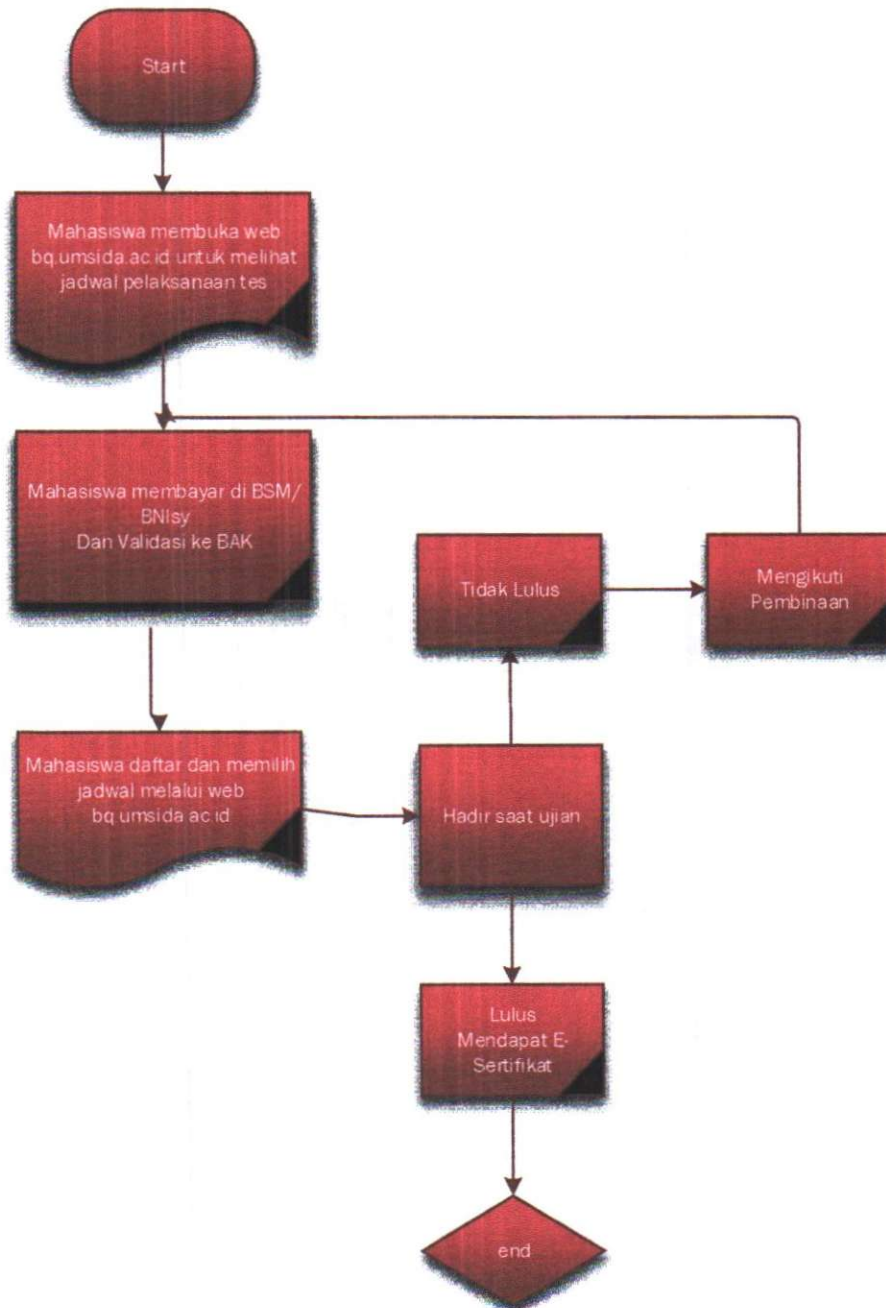 Start
Mahasiswa membuka web
bq.umsida.ac.id untuk melihat
jadwal pelaksanaan tes
Mahasiswa membayar di BSM/
BNIsy
Dan Validasi ke BAK
Mahasiswa daftar dan memilih
jadwal melalui web
bq.umsida.ac.id
Hadir saat ujian
Tidak Lulus
Mengikuti
Pembinaan
Lulus
Mendapat E-
Sertifikat
end